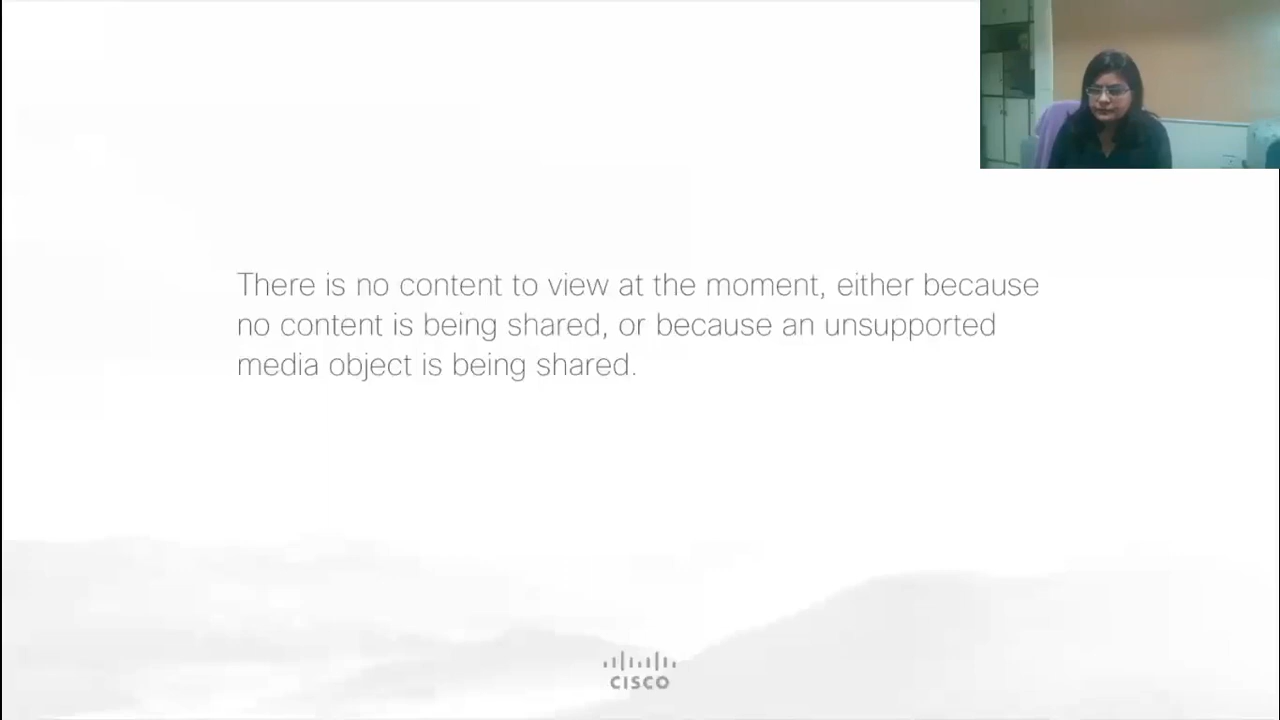 There is no content to view at the moment, either because
no content is being shared, or because an unsupported
media object is being shared.
CISCO